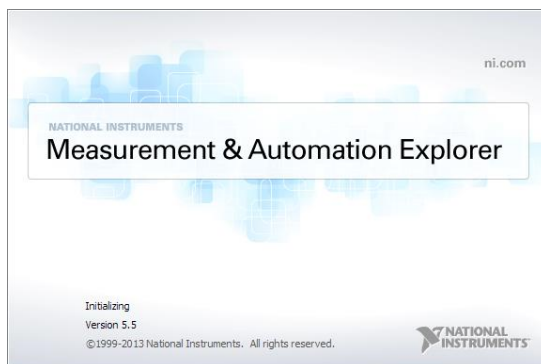 ni.com
NATIONAL INSTRUMENTS
Measurement & Automation Explorer
Initializing
Version 5.5
©1999-2013 National Instruments. All rights reserved.
NATIONAL
INSTRUMENTS